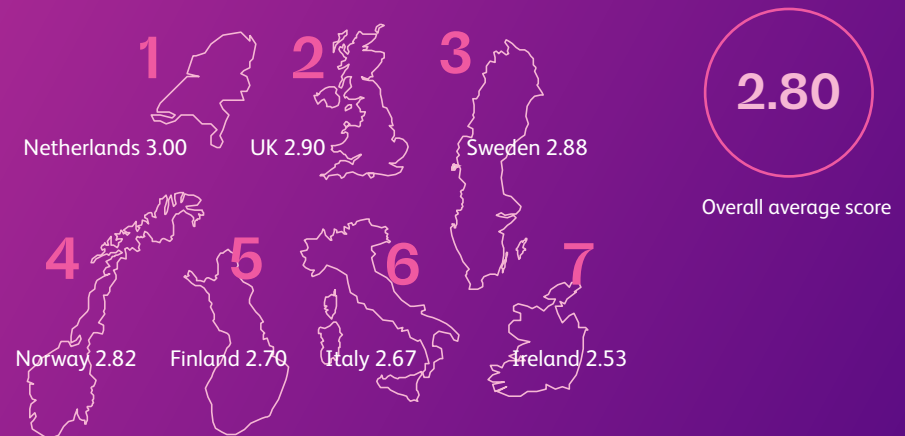 1
2
3
Netherlands 3.00
UK 2.90
Sweden 2.88
2.80
Overall average score
4
5
6
7
Norway 2.82
Finland 2.70
Italy 2.67
Ireland 2.53